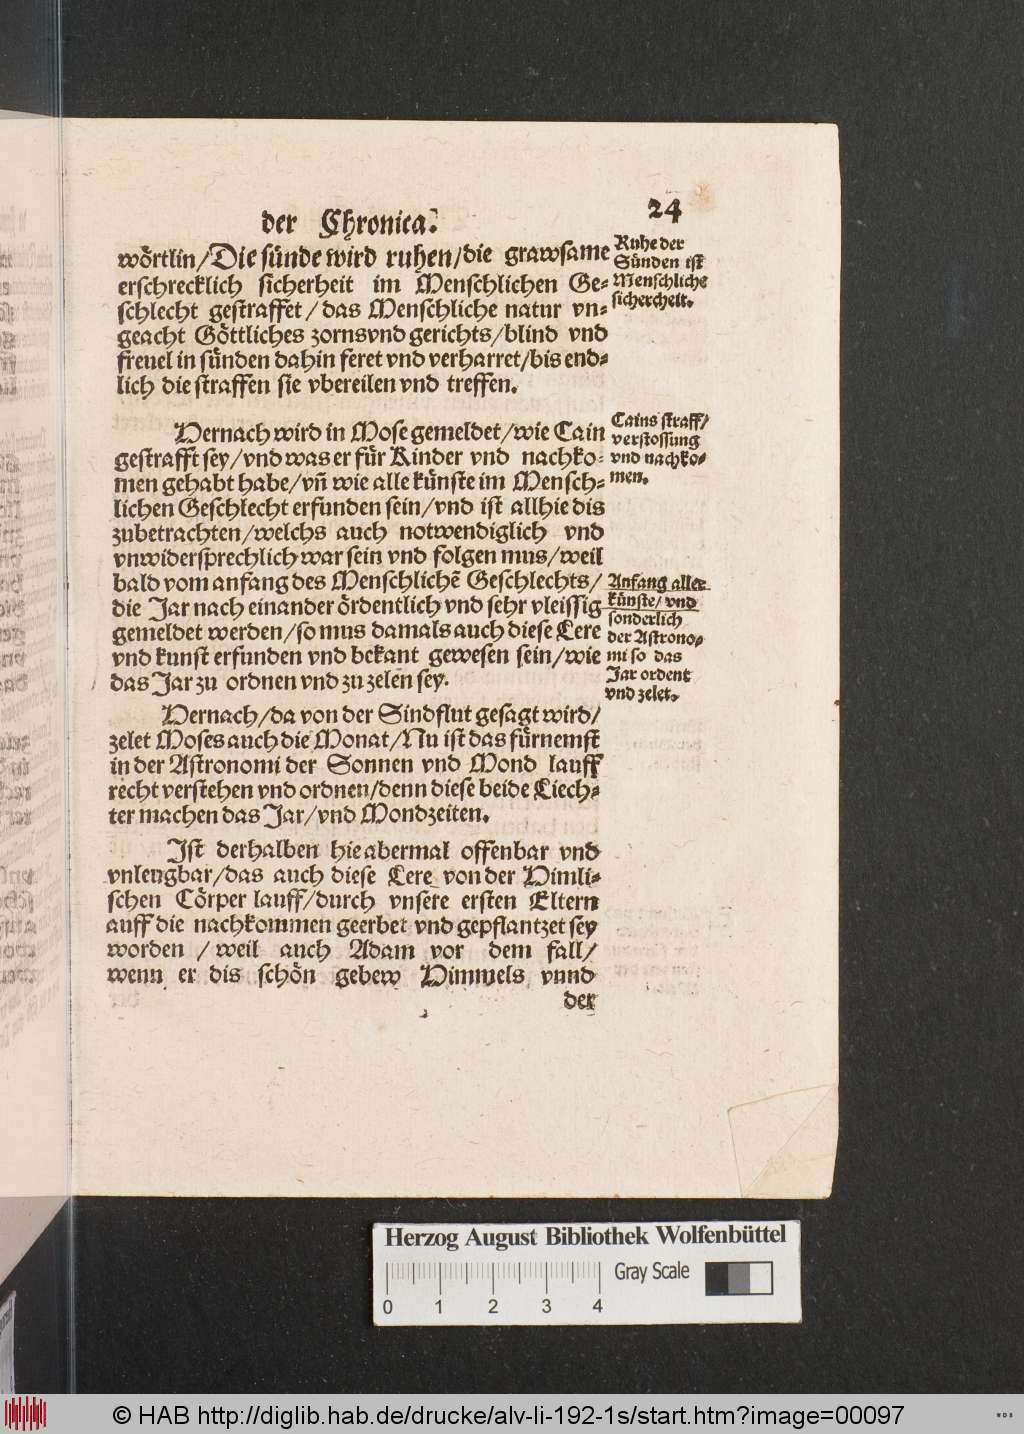 der Chronica.
24
wörtlin/Die sünde wird ruhen/die grawsame
erschrecklich sicherheit im Menschlichen Ge-
schlecht gestraffet/das Menschliche natur vn-
geacht Göttliches zorns vnd gerichts/blind vnd
freuel in sünden dahin feret vnd verharret/bis end-
lich die straffen sie vbereilen vnd treffen.
Ruhe der
Sünden ist
Menschliche
sicherheit.
Hernach wird in Mose gemeldet/wie Cain
gestrafft sey/vnd was er für Kinder vnd nachko-
men gehabt habe/vñ wie alle künste im Mensch-
lichen Geschlecht erfunden sein/vnd ist allhie dis
zubetrachten/welchs auch notwendiglich vnd
vnwidersprechlich war sein vnd folgen mus/weil
bald vom anfang des Menschlichẽ Geschlechts/
die Jar nach einander ördentlich vnd sehr vleissig
gemeldet werden/so mus damals auch diese Lere
vnd kunst erfunden vnd bekant gewesen sein/wie
das Jar zu ordnen vnd zu zelen sey.
Cains straff/
verstossung
vnd nachko-
men.
Anfang aller
künste/vnd
sonderlich
der Astrono-
mi so das
Jar ordent
vnd zelet.
Hernach/da von der Sindflut gesagt wird/
zelet Moses auch die Monat/Nu ist das fürnemst
in der Astronomi der Sonnen vnd Mond lauff
recht verstehen vnd ordnen/denn diese beide Liech-
ter machen das Jar/vnd Mondzeiten.
Jst derhalben hie abermal offenbar vnd
vnleugbar/das auch diese Lere von der Himli-
schen Cörper lauff/durch vnsere ersten Eltern
auff die nachkommen geerbet vnd gepflantzet sey
worden/weil auch Adam vor dem fall/
wenn er dis schön gebew Himmels vnnd
der
Herzog August Bibliothek Wolfenbüttel
0 1 2 3 4
Gray Scale
© HAB http://diglib.hab.de/drucke/alv-li-192-1s/start.htm?image=00097